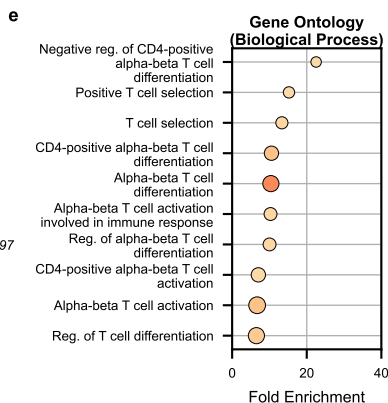 e
Gene Ontology
(Biological Process)
Negative reg. of CD4-positive
alpha-beta T cell
differentiation
Positive T cell selection
T cell selection
CD4-positive alpha-beta T cell
differentiation
Alpha-beta T cell
differentiation
Alpha-beta T cell activation
involved in immune response
Reg. of alpha-beta T cell
differentiation
97
CD4-positive alpha-beta T cell
activation
Alpha-beta T cell activation
Reg. of T cell differentiation
0 20 40
Fold Enrichment